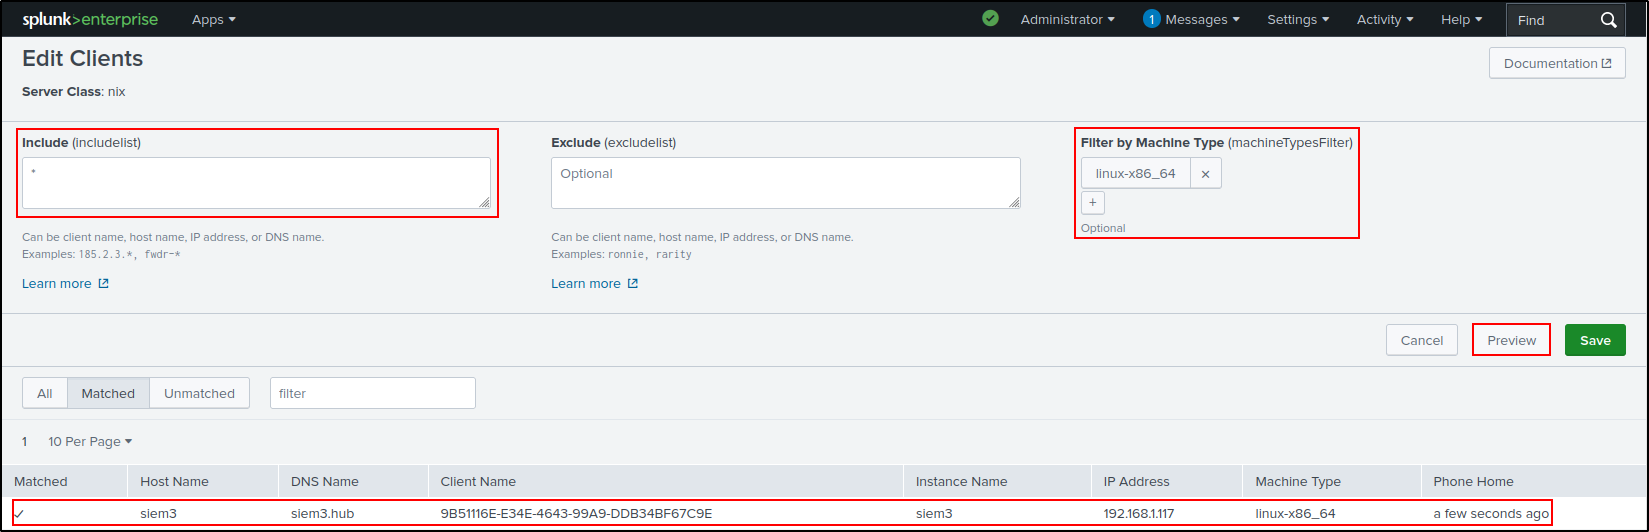 splunk>enterprise Apps Administrator 1 Messages Settings Activity Help Find
Edit Clients
Documentation
Server Class: nix
Include (includelist) Exclude (excludelist) Filter by Machine Type (machineTypesFilter)
* Optional linux-x86_64 ×
+
Optional
Can be client name, host name, IP address, or DNS name. Can be client name, host name, IP address, or DNS name.
Examples: 185.2.3.*, fwdr-* Examples: ronnie, rarity
Learn more Learn more
Cancel Preview Save
All Matched Unmatched filter
1 10 Per Page
Matched Host Name DNS Name Client Name Instance Name IP Address Machine Type Phone Home
✓ siem3 siem3.hub 9B51116E-E34E-4643-99A9-DDB34BF67C9E siem3 192.168.1.117 linux-x86_64 a few seconds ago